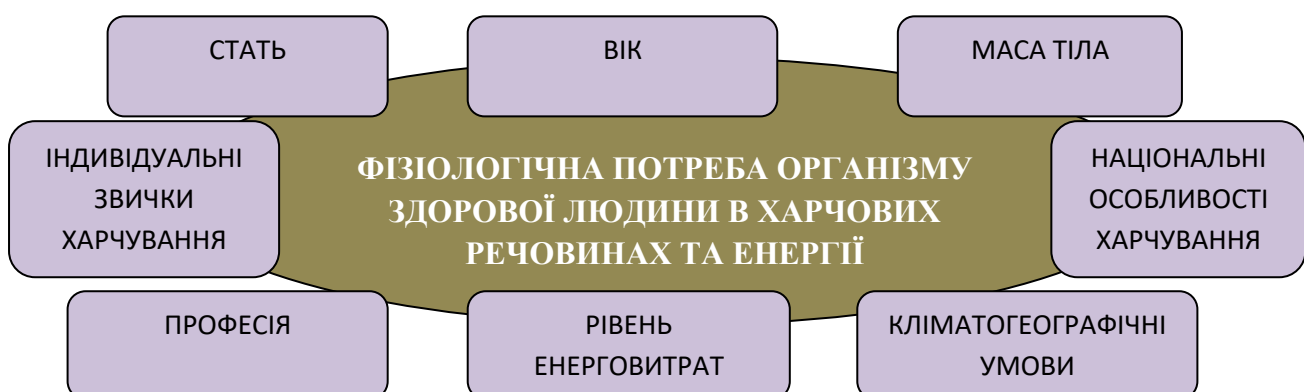 СТАТЬ
ВІК
МАСА ТІЛА
ІНДИВІДУАЛЬНІ
ЗВИЧКИ
ХАРЧУВАННЯ
ФІЗІОЛОГІЧНА ПОТРЕБА ОРГАНІЗМУ
ЗДОРОВОЇ ЛЮДИНИ В ХАРЧОВИХ
РЕЧОВИНАХ ТА ЕНЕРГІЇ
НАЦІОНАЛЬНІ
ОСОБЛИВОСТІ
ХАРЧУВАННЯ
ПРОФЕСІЯ
РІВЕНЬ
ЕНЕРГОВИТРАТ
КЛІМАТОГЕОГРАФІЧНІ
УМОВИ